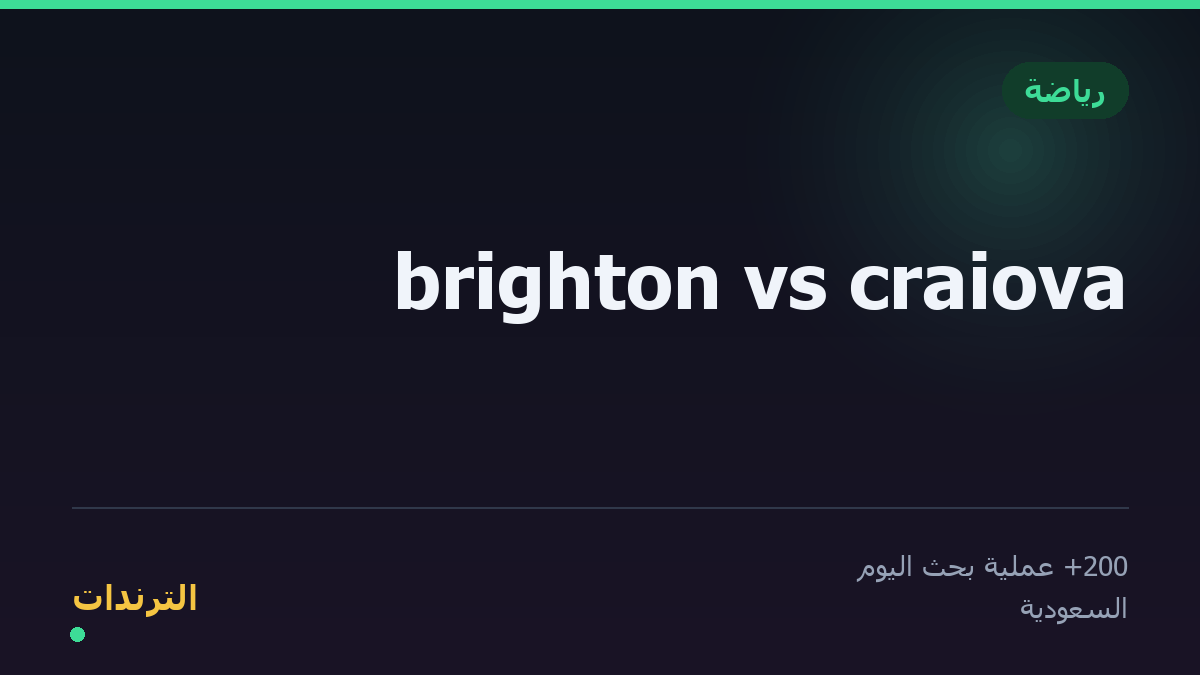 رياضة
brighton vs craiova
200+ عملية بحث اليوم
السعودية
الترندات